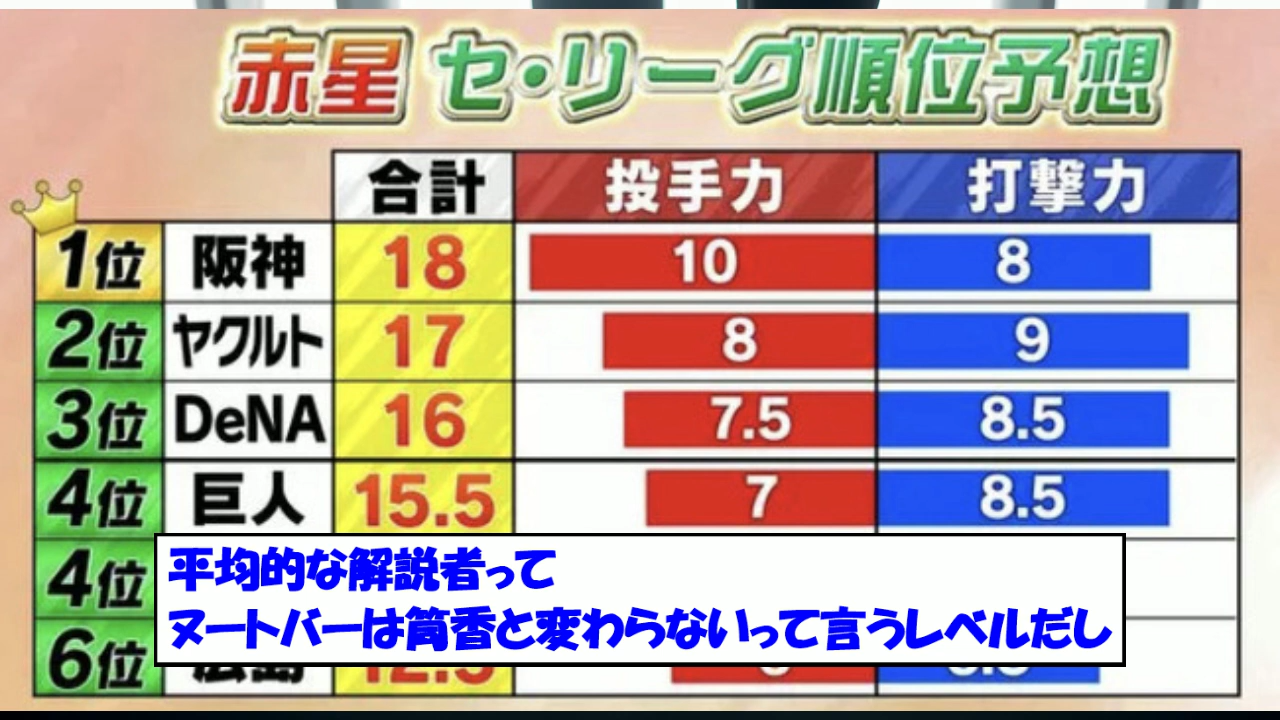 赤星 セ・リーグ順位予想
合計 投手力 打撃力
1位 阪神 18 10 8
2位 ヤクルト 17 8 9
3位 DeNA 16 7.5 8.5
4位 巨人 15.5 7 8.5
4位
6位 広島 12.5
平均的な解説者って
ヌートバーは筒香と変わらないって言うレベルだし